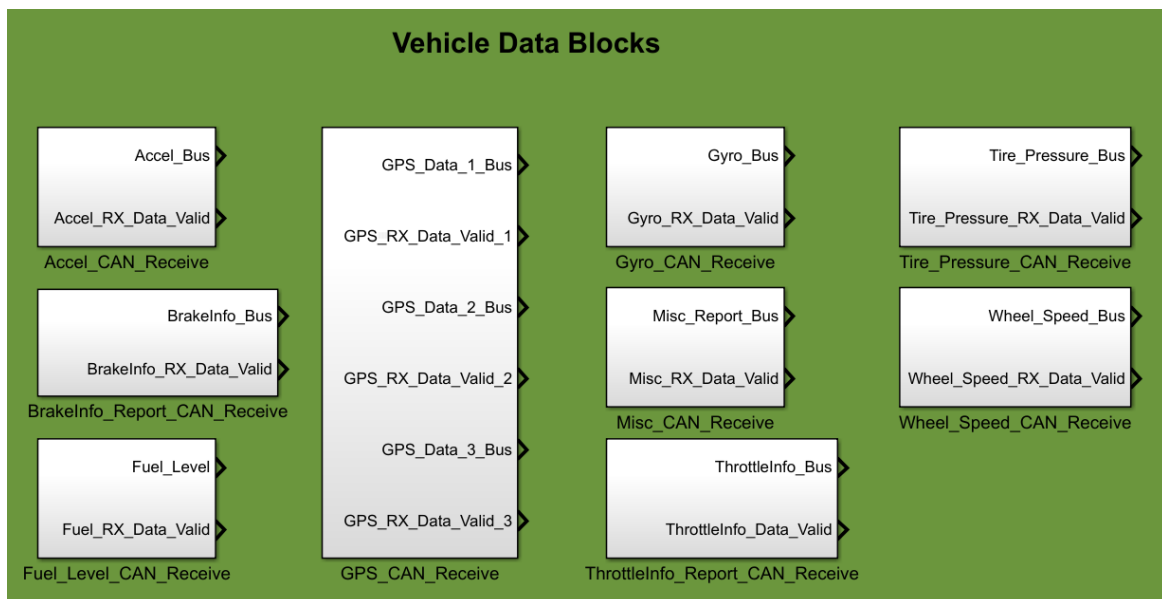 Vehicle Data Blocks
Accel_Bus
Accel_RX_Data_Valid
Accel_CAN_Receive
BrakeInfo_Bus
BrakeInfo_RX_Data_Valid
BrakeInfo_Report_CAN_Receive
Fuel_Level
Fuel_RX_Data_Valid
Fuel_Level_CAN_Receive
GPS_Data_1_Bus
GPS_RX_Data_Valid_1
GPS_Data_2_Bus
GPS_RX_Data_Valid_2
GPS_Data_3_Bus
GPS_RX_Data_Valid_3
GPS_CAN_Receive
Gyro_Bus
Gyro_RX_Data_Valid
Gyro_CAN_Receive
Misc_Report_Bus
Misc_RX_Data_Valid
Misc_CAN_Receive
ThrottleInfo_Bus
ThrottleInfo_Data_Valid
ThrottleInfo_Report_CAN_Receive
Tire_Pressure_Bus
Tire_Pressure_RX_Data_Valid
Tire_Pressure_CAN_Receive
Wheel_Speed_Bus
Wheel_Speed_RX_Data_Valid
Wheel_Speed_CAN_Receive